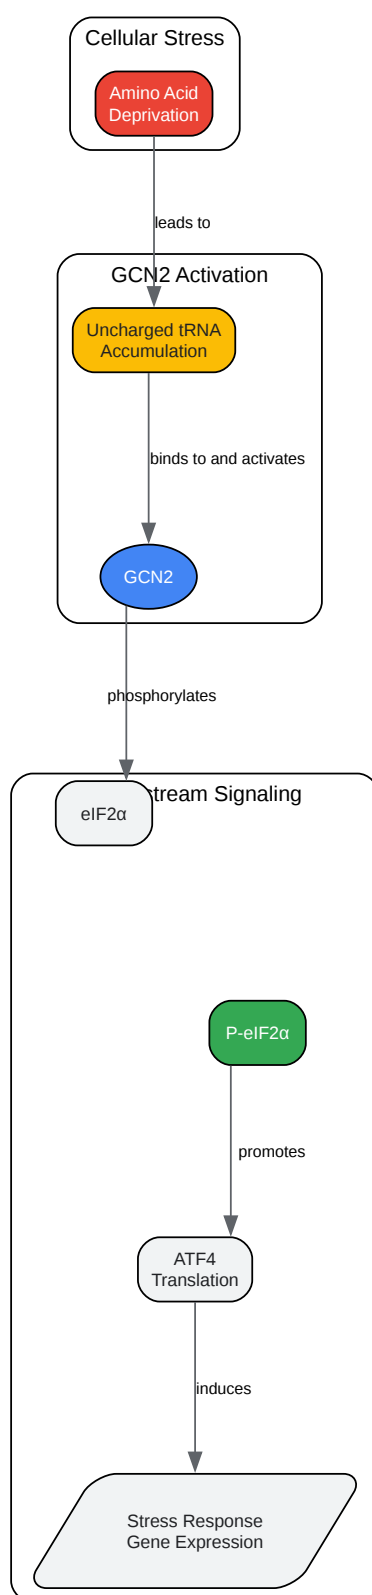 Cellular Stress
Amino Acid
Deprivation
leads to
GCN2 Activation
Uncharged tRNA
Accumulation
binds to and activates
GCN2
phosphorylates
stream Signaling
eIF2α
P-eIF2α
promotes
ATF4
Translation
induces
Stress Response
Gene Expression